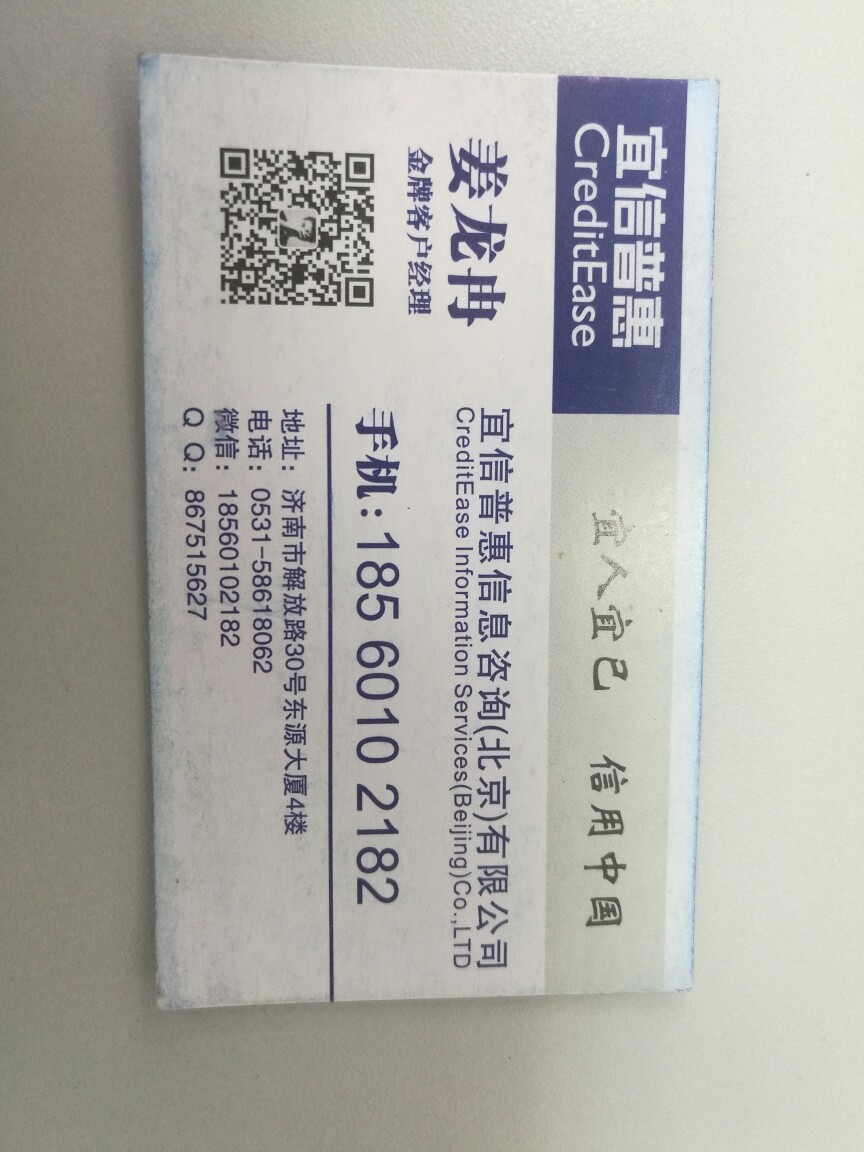 宜信普惠
CreditEase
宜人宜己 信用中国
姜龙冉
金牌客户经理
宜信普惠信息咨询(北京)有限公司
CreditEase Information Services(Beijing)Co.,LTD
手机:185 6010 2182
地址:济南市解放路30号东源大厦4楼
电话:0531-58618062
微信:18560102182
Q Q:867515627